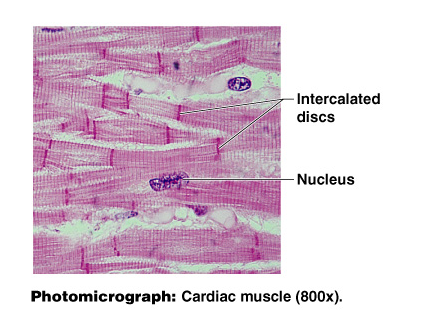 Intercalated
discs
Nucleus
Photomicrograph: Cardiac muscle (800x).